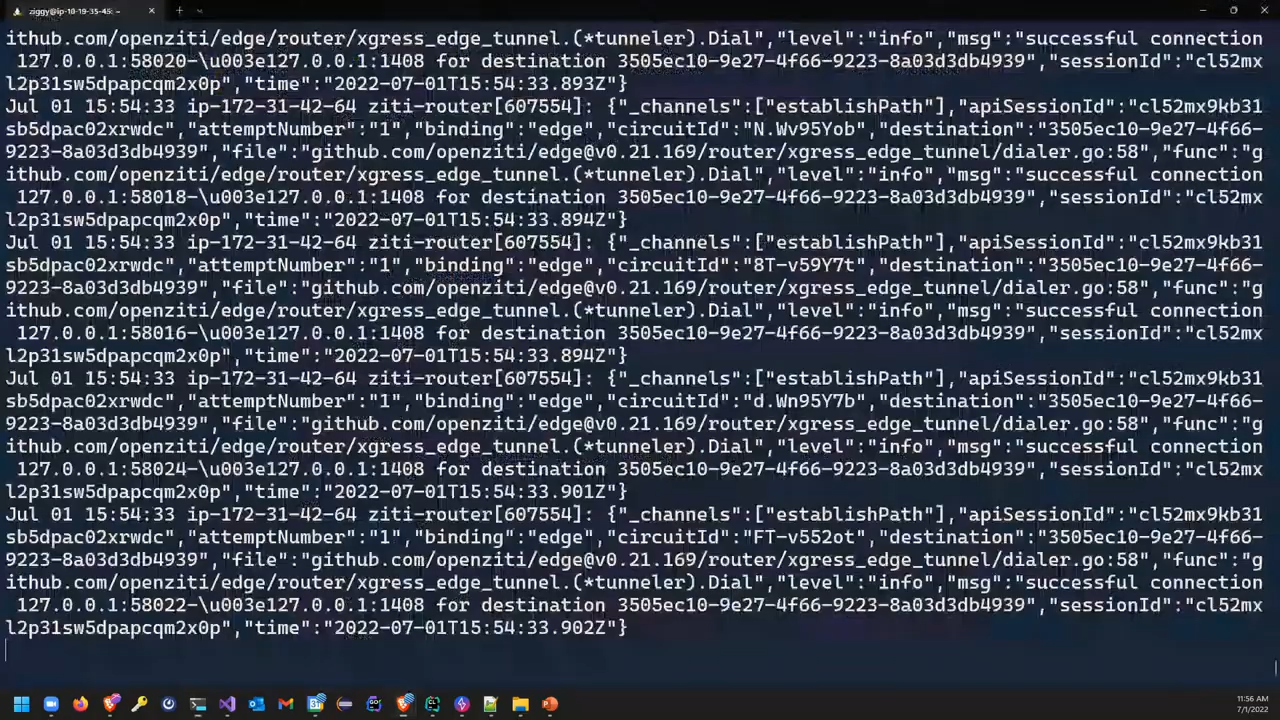 ziggy@ip-10-19-35-45: ~
ithub.com/openziti/edge/router/xgress_edge_tunnel.(*tunneler).Dial","level":"info","msg":"successful connection
127.0.0.1:58020-\u003e127.0.0.1:1408 for destination 3505ec10-9e27-4f66-9223-8a03d3db4939","sessionId":"cl52mx
l2p31sw5dpapcqm2x0p","time":"2022-07-01T15:54:33.893Z"}
Jul 01 15:54:33 ip-172-31-42-64 ziti-router[607554]: {"_channels":["establishPath"],"apiSessionId":"cl52mx9kb31
sb5dpac02xrwdc","attemptNumber":"1","binding":"edge","circuitId":"N.Wv95Yob","destination":"3505ec10-9e27-4f66-
9223-8a03d3db4939","file":"github.com/openziti/edge@v0.21.169/router/xgress_edge_tunnel/dialer.go:58","func":"g
ithub.com/openziti/edge/router/xgress_edge_tunnel.(*tunneler).Dial","level":"info","msg":"successful connection
127.0.0.1:58018-\u003e127.0.0.1:1408 for destination 3505ec10-9e27-4f66-9223-8a03d3db4939","sessionId":"cl52mx
l2p31sw5dpapcqm2x0p","time":"2022-07-01T15:54:33.894Z"}
Jul 01 15:54:33 ip-172-31-42-64 ziti-router[607554]: {"_channels":["establishPath"],"apiSessionId":"cl52mx9kb31
sb5dpac02xrwdc","attemptNumber":"1","binding":"edge","circuitId":"8T-v59Y7t","destination":"3505ec10-9e27-4f66-
9223-8a03d3db4939","file":"github.com/openziti/edge@v0.21.169/router/xgress_edge_tunnel/dialer.go:58","func":"g
ithub.com/openziti/edge/router/xgress_edge_tunnel.(*tunneler).Dial","level":"info","msg":"successful connection
127.0.0.1:58016-\u003e127.0.0.1:1408 for destination 3505ec10-9e27-4f66-9223-8a03d3db4939","sessionId":"cl52mx
l2p31sw5dpapcqm2x0p","time":"2022-07-01T15:54:33.894Z"}
Jul 01 15:54:33 ip-172-31-42-64 ziti-router[607554]: {"_channels":["establishPath"],"apiSessionId":"cl52mx9kb31
sb5dpac02xrwdc","attemptNumber":"1","binding":"edge","circuitId":"d.Wn95Y7b","destination":"3505ec10-9e27-4f66-
9223-8a03d3db4939","file":"github.com/openziti/edge@v0.21.169/router/xgress_edge_tunnel/dialer.go:58","func":"g
ithub.com/openziti/edge/router/xgress_edge_tunnel.(*tunneler).Dial","level":"info","msg":"successful connection
127.0.0.1:58024-\u003e127.0.0.1:1408 for destination 3505ec10-9e27-4f66-9223-8a03d3db4939","sessionId":"cl52mx
l2p31sw5dpapcqm2x0p","time":"2022-07-01T15:54:33.901Z"}
Jul 01 15:54:33 ip-172-31-42-64 ziti-router[607554]: {"_channels":["establishPath"],"apiSessionId":"cl52mx9kb31
sb5dpac02xrwdc","attemptNumber":"1","binding":"edge","circuitId":"FT-v552ot","destination":"3505ec10-9e27-4f66-
9223-8a03d3db4939","file":"github.com/openziti/edge@v0.21.169/router/xgress_edge_tunnel/dialer.go:58","func":"g
ithub.com/openziti/edge/router/xgress_edge_tunnel.(*tunneler).Dial","level":"info","msg":"successful connection
127.0.0.1:58022-\u003e127.0.0.1:1408 for destination 3505ec10-9e27-4f66-9223-8a03d3db4939","sessionId":"cl52mx
l2p31sw5dpapcqm2x0p","time":"2022-07-01T15:54:33.902Z"}
11:56 AM
7/1/2022